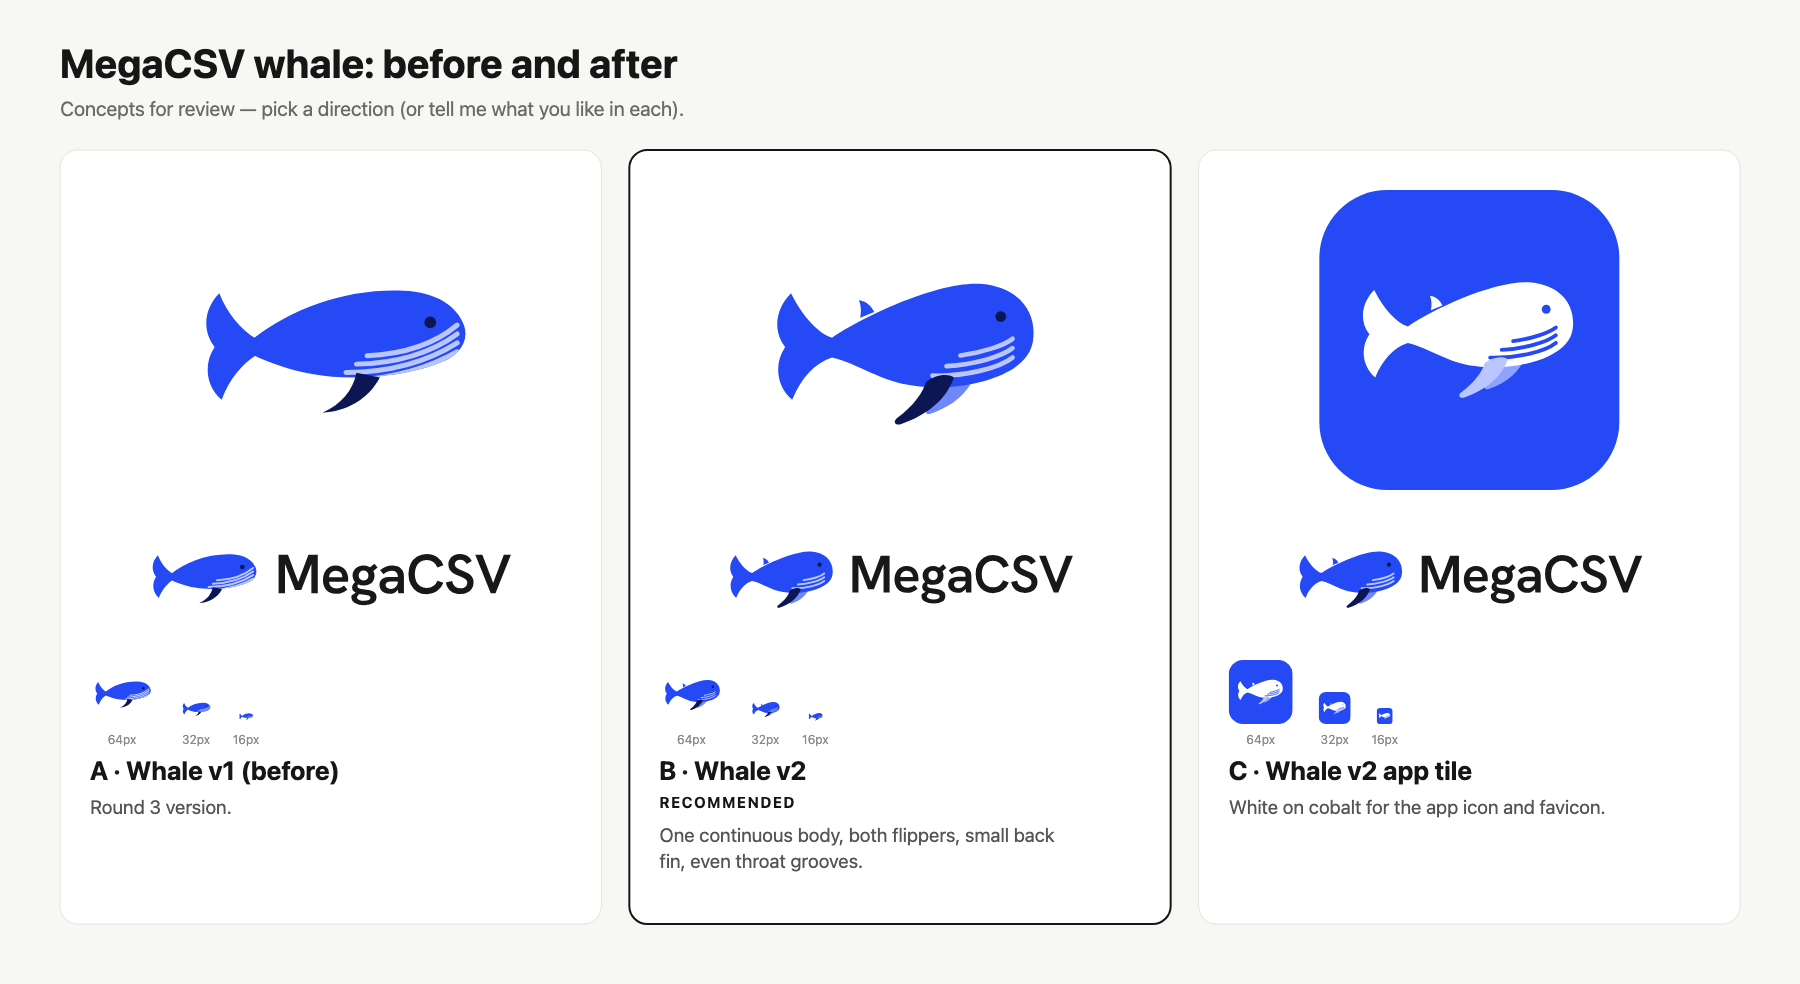 MegaCSV whale: before and after
Concepts for review — pick a direction (or tell me what you like in each).
MegaCSV
64px 32px 16px
A · Whale v1 (before)
Round 3 version.
MegaCSV
64px 32px 16px
B · Whale v2
RECOMMENDED
One continuous body, both flippers, small back
fin, even throat grooves.
MegaCSV
64px 32px 16px
C · Whale v2 app tile
White on cobalt for the app icon and favicon.